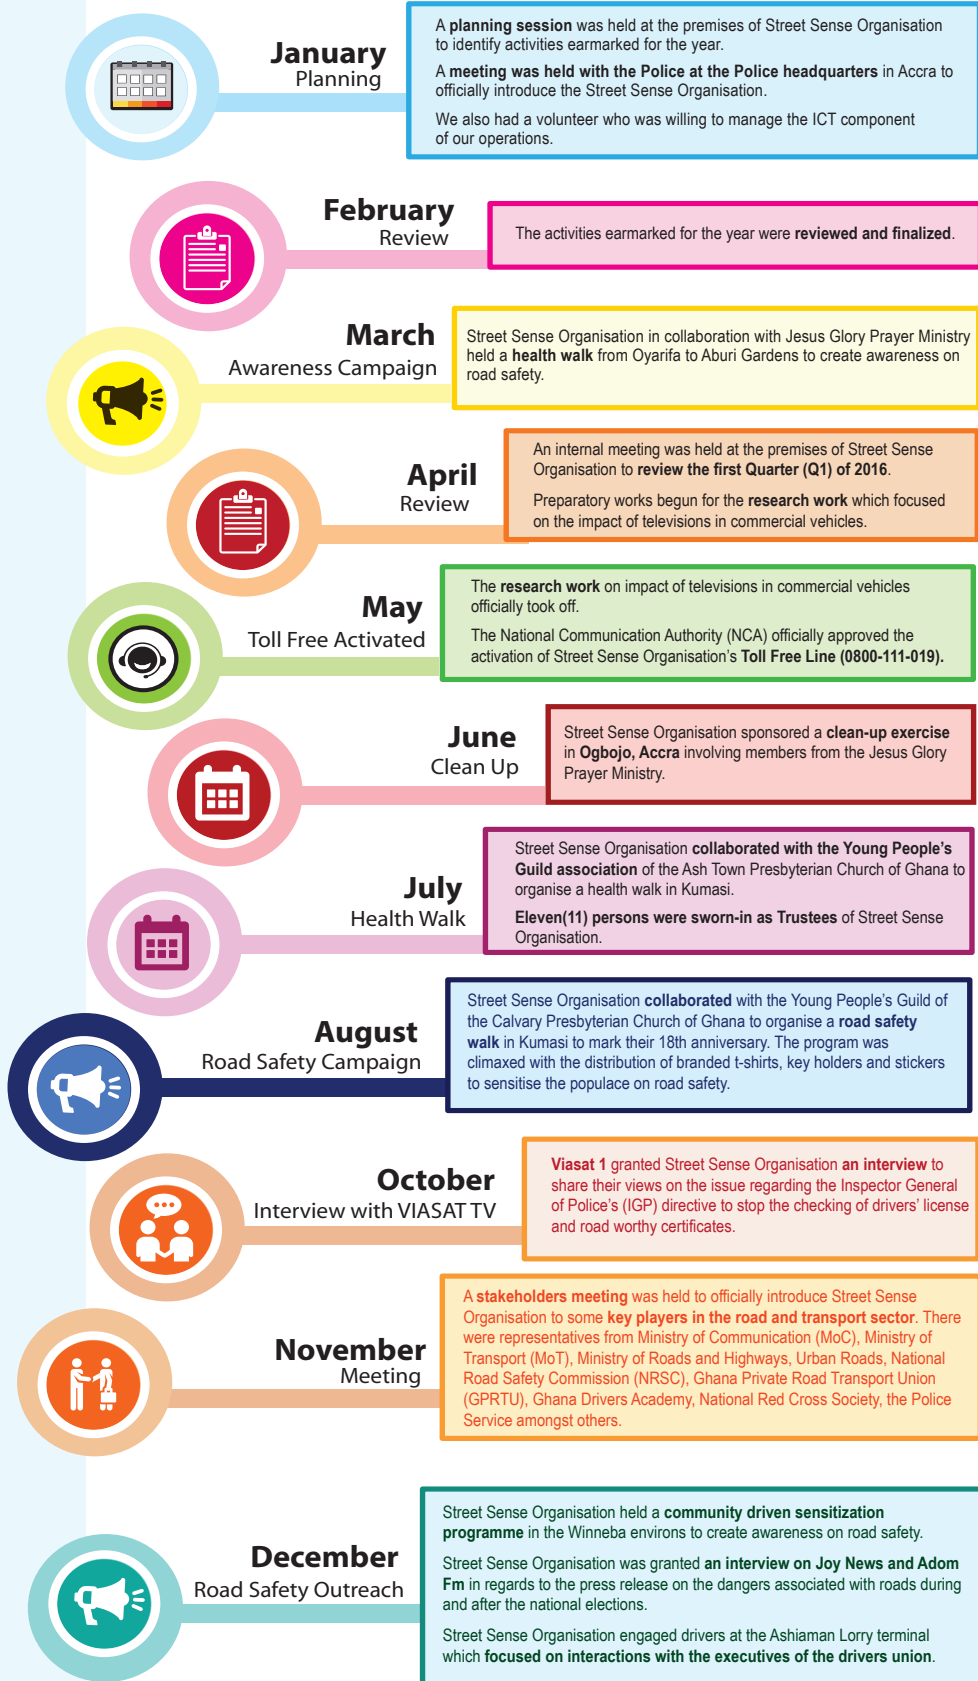 January
Planning
A planning session was held at the premises of Street Sense Organisation
to identify activities earmarked for the year.
A meeting was held with the Police at the Police headquarters in Accra to
officially introduce the Street Sense Organisation.
We also had a volunteer who was willing to manage the ICT component
of our operations.
February
Review
The activities earmarked for the year were reviewed and finalized.
March
Awareness Campaign
Street Sense Organisation in collaboration with Jesus Glory Prayer Ministry
held a health walk from Oyarifa to Aburi Gardens to create awareness on
road safety.
April
Review
An internal meeting was held at the premises of Street Sense
Organisation to review the first Quarter (Q1) of 2016.
Preparatory works begun for the research work which focused
on the impact of televisions in commercial vehicles.
May
Toll Free Activated
The research work on impact of televisions in commercial vehicles
officially took off.
The National Communication Authority (NCA) officially approved the
activation of Street Sense Organisation's Toll Free Line (0800-111-019).
June
Clean Up
Street Sense Organisation sponsored a clean-up exercise
in Ogbojo, Accra involving members from the Jesus Glory
Prayer Ministry.
July
Health Walk
Street Sense Organisation collaborated with the Young People's
Guild association of the Ash Town Presbyterian Church of Ghana to
organise a health walk in Kumasi.
Eleven(11) persons were sworn-in as Trustees of Street Sense
Organisation.
August
Road Safety Campaign
Street Sense Organisation collaborated with the Young People's Guild of
the Calvary Presbyterian Church of Ghana to organise a road safety
walk in Kumasi to mark their 18th anniversary. The program was
climaxed with the distribution of branded t-shirts, key holders and stickers
to sensitise the populace on road safety.
October
Interview with VIASAT TV
Viasat 1 granted Street Sense Organisation an interview to
share their views on the issue regarding the Inspector General
of Police's (IGP) directive to stop the checking of drivers' license
and road worthy certificates.
November
Meeting
A stakeholders meeting was held to officially introduce Street Sense
Organisation to some key players in the road and transport sector. There
were representatives from Ministry of Communication (MoC), Ministry of
Transport (MoT), Ministry of Roads and Highways, Urban Roads, National
Road Safety Commission (NRSC), Ghana Private Road Transport Union
(GPRTU), Ghana Drivers Academy, National Red Cross Society, the Police
Service amongst others.
December
Road Safety Outreach
Street Sense Organisation held a community driven sensitization
programme in the Winneba environs to create awareness on road safety.
Street Sense Organisation was granted an interview on Joy News and Adom
Fm in regards to the press release on the dangers associated with roads during
and after the national elections.
Street Sense Organisation engaged drivers at the Ashiaman Lorry terminal
which focused on interactions with the executives of the drivers union.